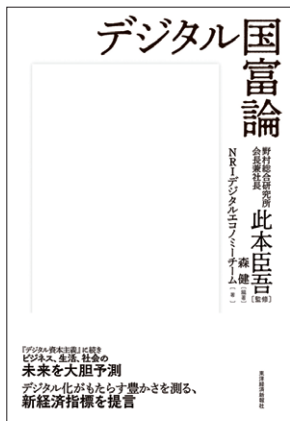 デジタル国富論
野村総合研究所
会長兼社長
此本臣吾[監修]
森 健[編著]
NRIデジタルエコノミーチーム[著]
『デジタル資本主義』に続き
ビジネス、生活、社会の
未来を大胆予測
デジタル化がもたらす豊かさを測る、
新経済指標を提言
東洋経済新報社